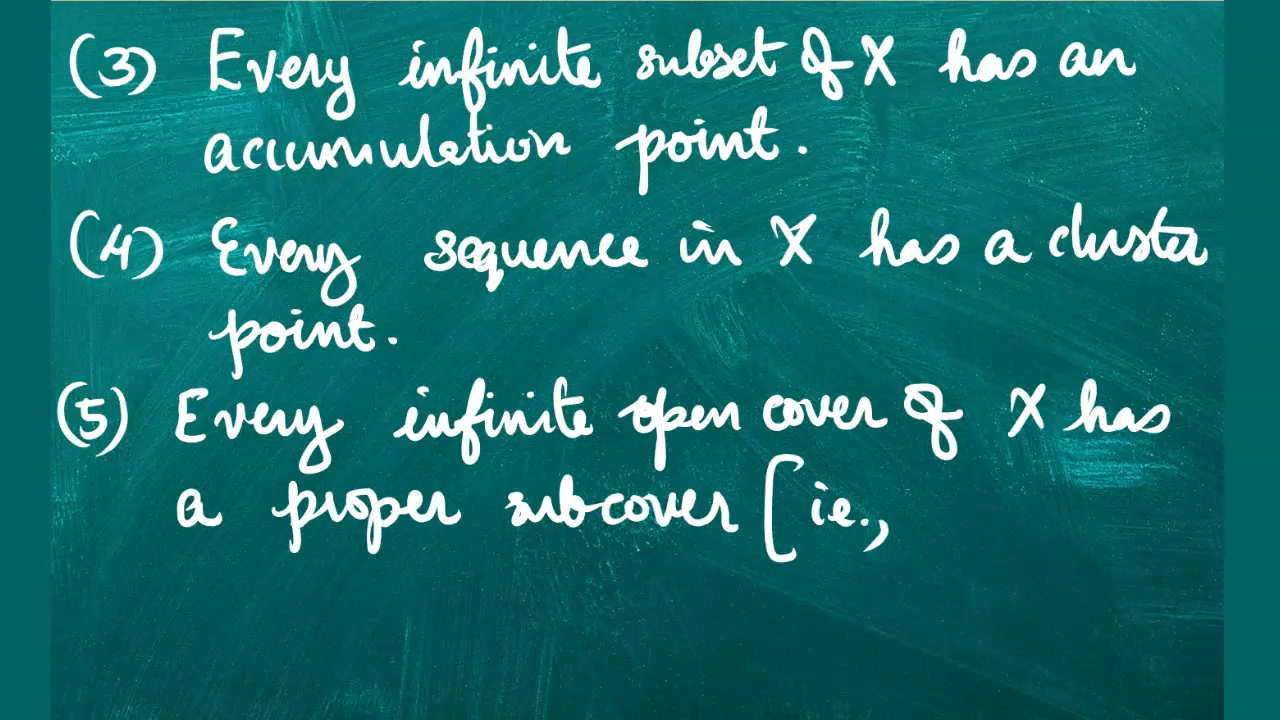 (3) Every infinite subset of X has an
accumulation point.
(4) Every sequence in X has a cluster
point.
(5) Every infinite open cover of X has
a proper subcover [ie.,